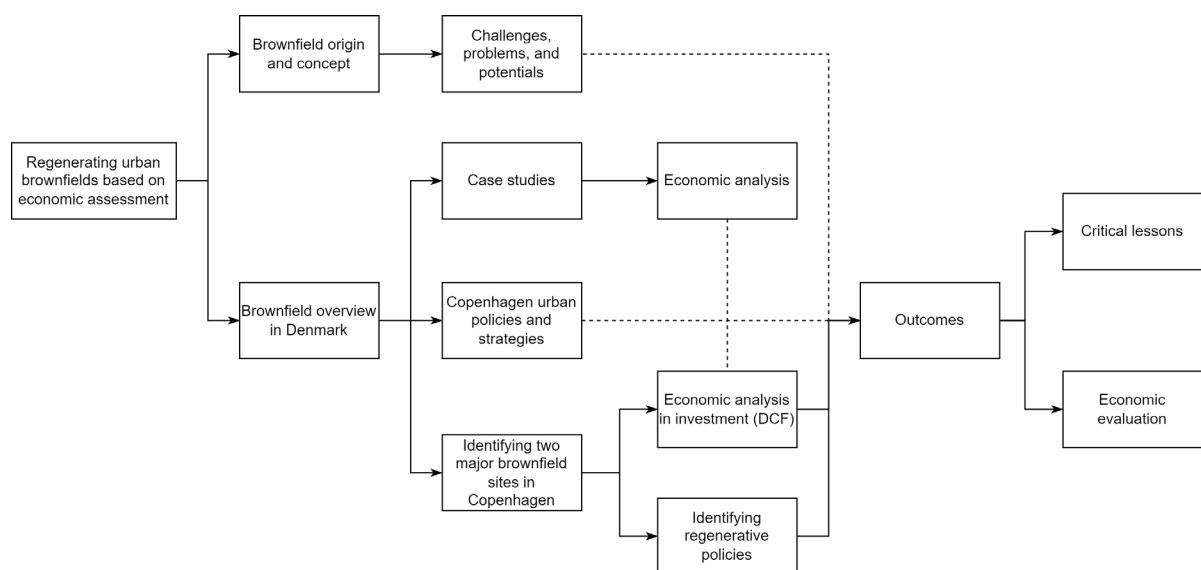 Brownfield origin
and concept
Challenges,
problems, and
potentials
Regenerating urban
brownfields based on
economic assessment
Case studies
Economic analysis
Critical lessons
Brownfield overview
in Denmark
Copenhagen urban
policies and
strategies
Outcomes
Economic analysis
in investment (DCF)
Economic
evaluation
Identifying two
major brownfield
sites in
Copenhagen
Identifying
regenerative
policies